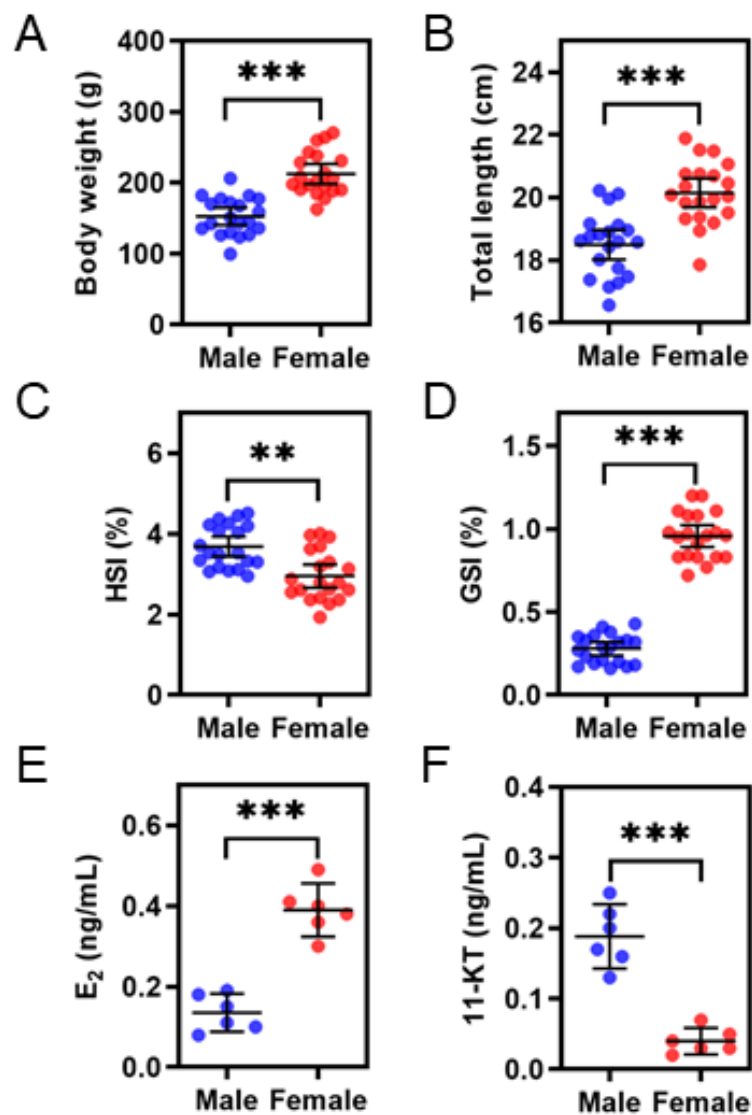 A
Body weight (g)
400
300
200
100
0
***
Male Female
B
Total length (cm)
24
22
20
18
16
***
Male Female
C
HSI (%)
6
4
2
0
**
Male Female
D
GSI (%)
1.5
1.0
0.5
0.0
***
Male Female
E
E₂ (ng/mL)
0.6
0.4
0.2
0.0
***
Male Female
F
11-KT (ng/mL)
0.4
0.3
0.2
0.1
0.0
***
Male Female